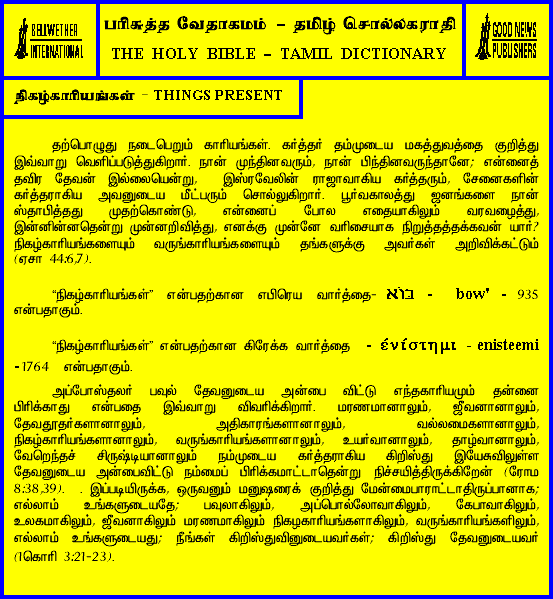 BELLWETHER
INTERNATIONAL
பரிசுத்த வேதாகமம் – தமிழ் சொல்லகராதி
THE HOLY BIBLE – TAMIL DICTIONARY
GOOD NEWS
PUBLISHERS
நிகழ்காரியங்கள் – THINGS PRESENT
தற்பொழுது நடைபெறும் காரியங்கள். கர்த்தர் தம்முடைய மகத்துவத்தை குறித்து
இவ்வாறு வெளிப்படுத்துகிறார். நான் முந்தினவரும், நான் பிந்தினவருந்தானே; என்னைத்
தவிர தேவன் இல்லையென்று, இஸ்ரவேலின் ராஜாவாகிய கர்த்தரும், சேனைகளின்
கர்த்தராகிய அவனுடைய மீட்பரும் சொல்லுகிறார். பூர்வகாலத்து ஜனங்களை நான்
ஸ்தாபித்தது முதற்கொண்டு, என்னைப் போல எதையாகிலும் வரவழைத்து,
இன்னின்னதென்று முன்னறிவித்து, எனக்கு முன்னே வரிசையாக நிறுத்தத்தக்கவன் யார்?
நிகழ்காரியங்களையும் வருங்காரியங்களையும் தங்களுக்கு அவர்கள் அறிவிக்கட்டும்
(ஏசா 44:6,7).
“நிகழ்காரியங்கள்” என்பதற்கான எபிரெய வார்த்தை- בּוֹא - bow' - 935
என்பதாகும்.
“நிகழ்காரியங்கள்” என்பதற்கான கிரேக்க வார்த்தை - ἐνίστημι - enisteemi
-1764 என்பதாகும்.
அப்போஸ்தலர் பவுல் தேவனுடைய அன்பை விட்டு எந்தகாரியமும் தன்னை
பிரிக்காது என்பதை இவ்வாறு விவரிக்கிறார். மரணமானாலும், ஜீவனானாலும்,
தேவதூதர்களானாலும், அதிகாரங்களானாலும், வல்லமைகளானாலும்,
நிகழ்காரியங்களானாலும், வருங்காரியங்களானாலும், உயர்வானாலும், தாழ்வானாலும்,
வேறெந்தச் சிருஷ்டியானாலும் நம்முடைய கர்த்தராகிய கிறிஸ்து இயேசுவிலுள்ள
தேவனுடைய அன்பைவிட்டு நம்மைப் பிரிக்கமாட்டாதென்று நிச்சயித்திருக்கிறேன் (ரோம
8:38,39). இப்படியிருக்க, ஒருவனும் மனுஷரைக் குறித்து மேன்மைபாராட்டாதிருப்பானாக;
எல்லாம் உங்களுடையதே; பவுலாகிலும், அப்பொல்லோவாகிலும், கேபாவாகிலும்,
உலகமாகிலும், ஜீவனாகிலும் மரணமாகிலும் நிகழகாரியங்களாகிலும், வருங்காரியங்களிலும்,
எல்லாம் உங்களுடையது; நீங்கள் கிறிஸ்துவினுடையவர்கள்; கிறிஸ்து தேவனுடையவர்
(1கொரி 3:21-23).